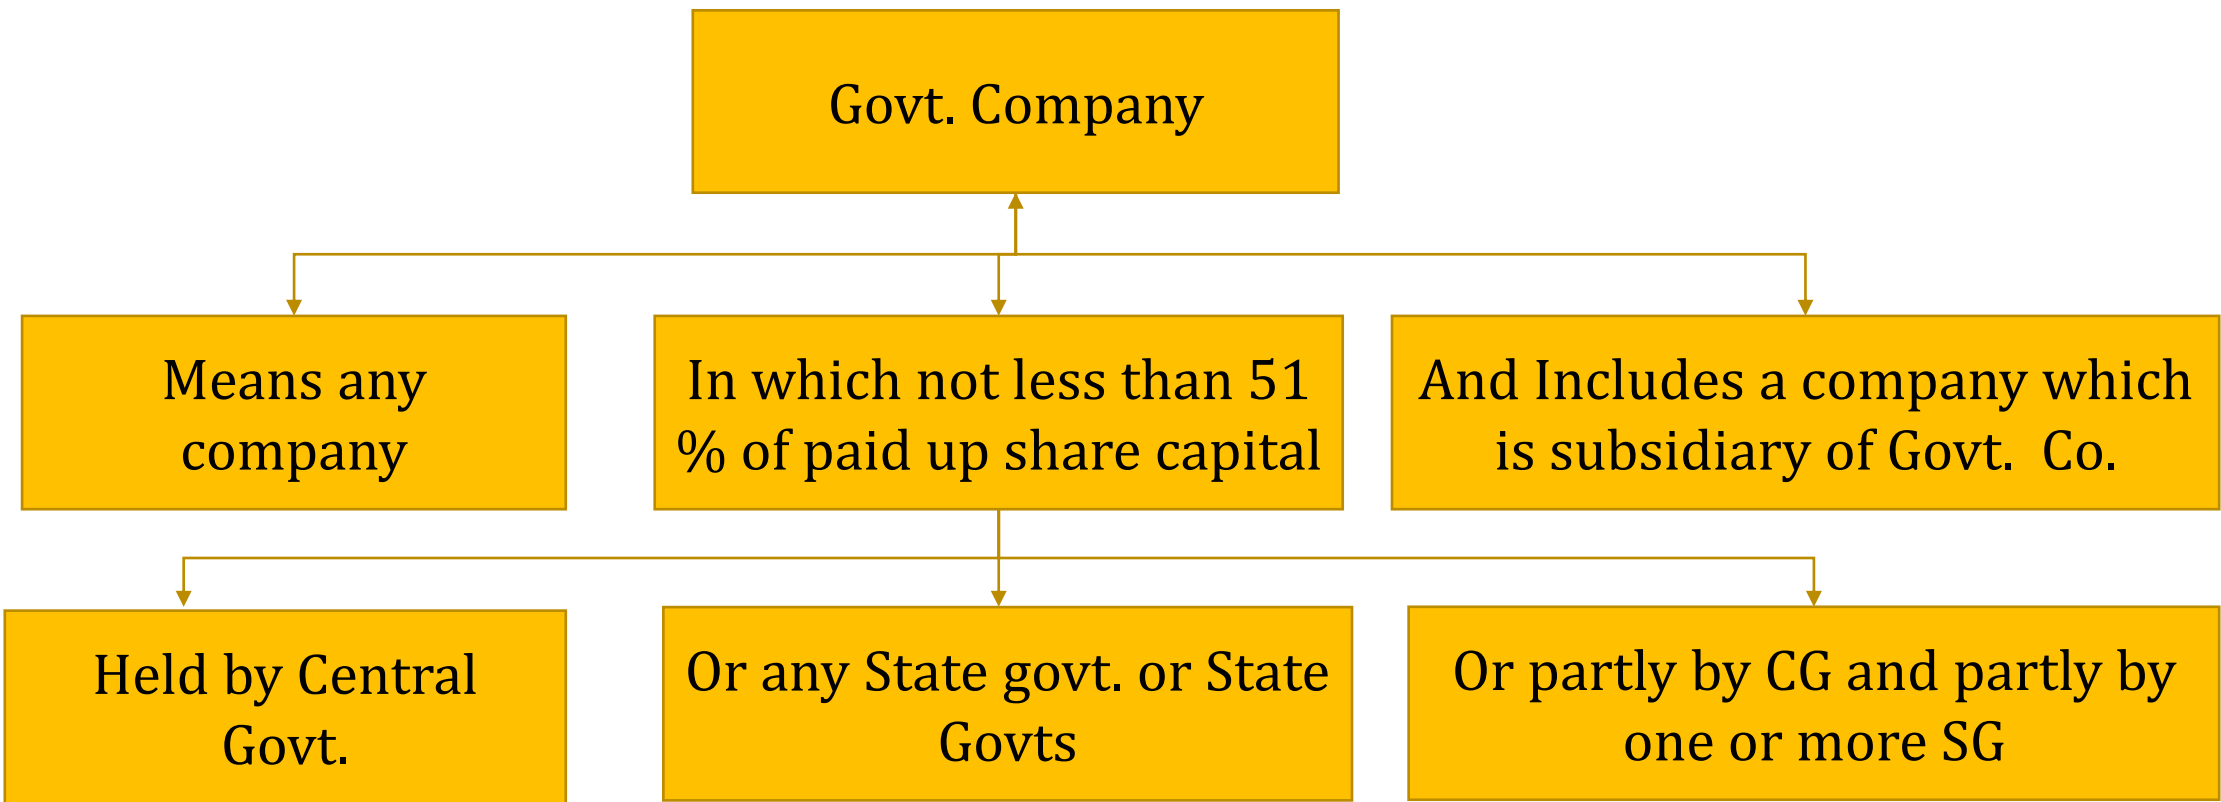 Govt. Company
Means any
company
In which not less than 51
% of paid up share capital
And Includes a company which
is subsidiary of Govt.  Co.
Held by Central
Govt.
Or any State govt. or State
Govts
Or partly by CG and partly by
one or more SG